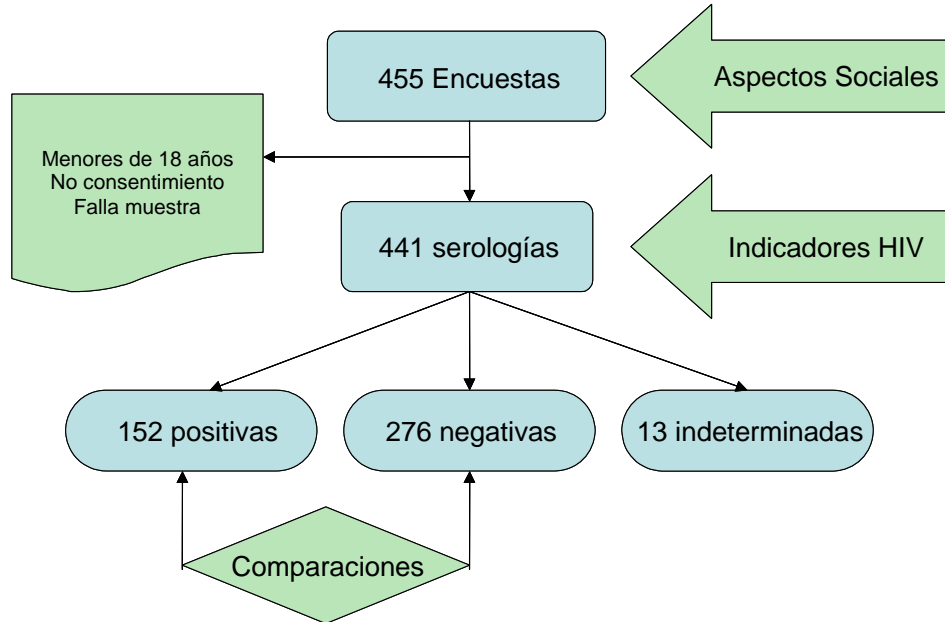 455 Encuestas
Aspectos Sociales
Menores de 18 años
No consentimiento
Falla muestra
441 serologías
Indicadores HIV
152 positivas
276 negativas
13 indeterminadas
Comparaciones